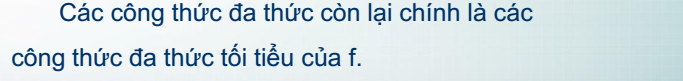 Các công thức đa thức còn lại chính là các
công thức đa thức tối tiểu của f.